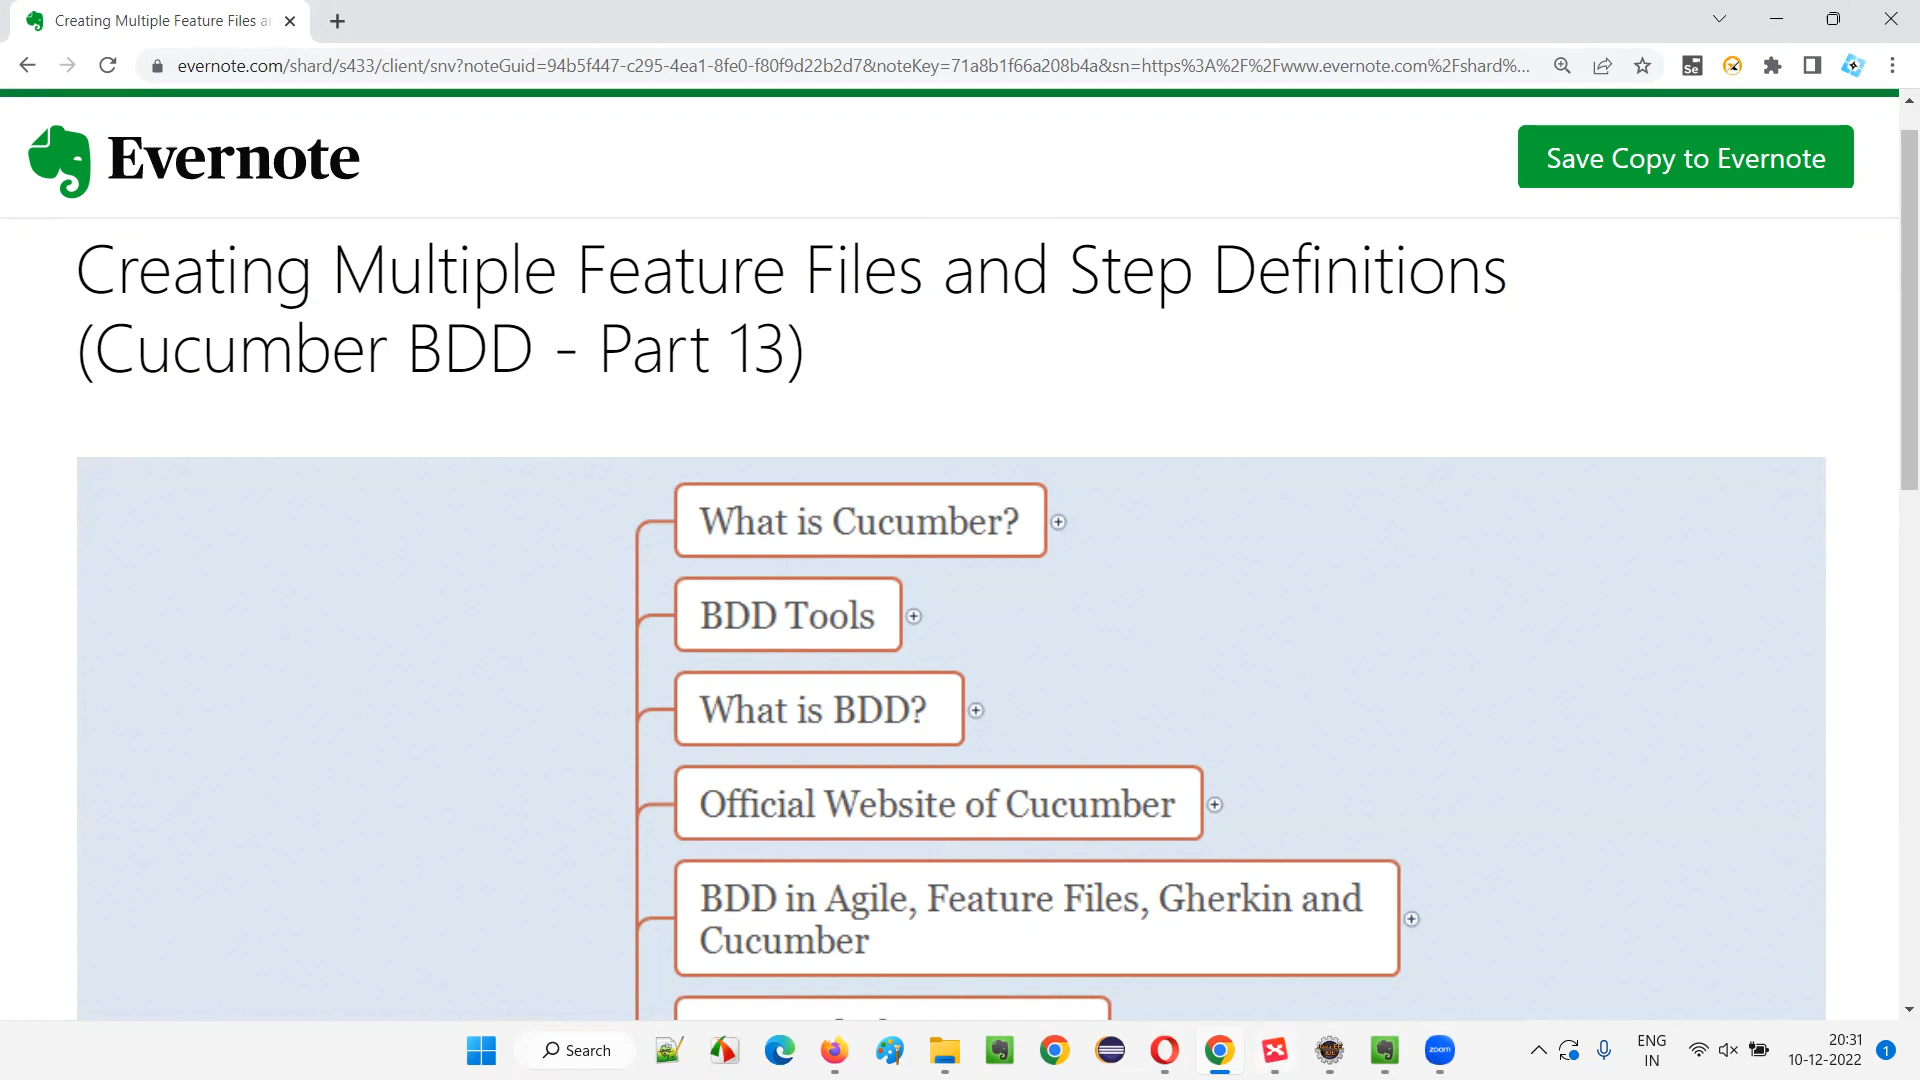 Creating Multiple Feature Files a
evernote.com/shard/s433/client/snv?noteGuid=94b5f447-c295-4ea1-8fe0-f80f9d22b2d7&noteKey=71a8b1f66a208b4a&sn=https%3A%2F%2Fwww.evernote.com%2Fshard%...
Se
Evernote
Save Copy to Evernote
Creating Multiple Feature Files and Step Definitions
(Cucumber BDD - Part 13)
What is Cucumber?
BDD Tools
What is BDD?
Official Website of Cucumber
BDD in Agile, Feature Files, Gherkin and
Cucumber
Search
zoom
ENG
IN
20:31
10-12-2022
1